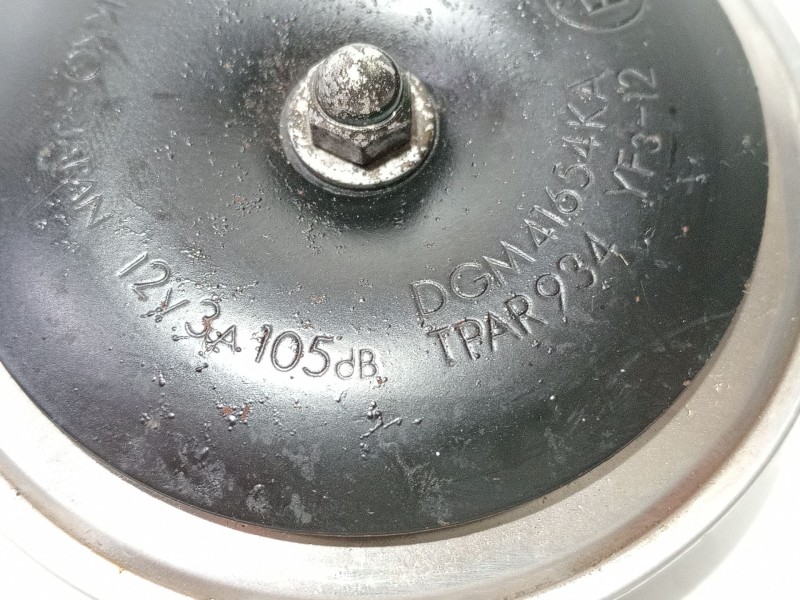 JAPAN
12V 3A 105dB
DGM41654KA
TPAR934
YF3-12